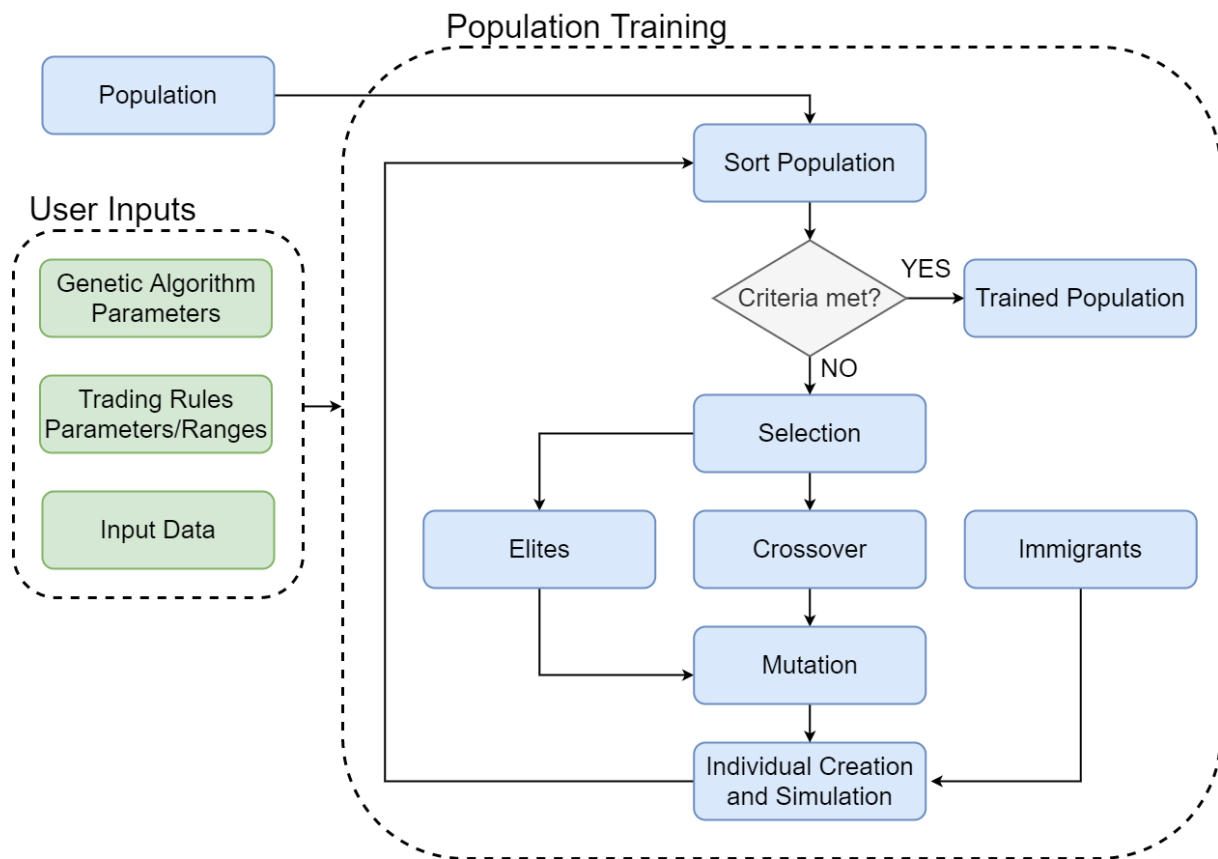 Population Training
Population
Sort Population
User Inputs
Genetic Algorithm
Parameters
Criteria met?
YES
Trained Population
NO
Trading Rules
Parameters/Ranges
Selection
Input Data
Elites
Crossover
Immigrants
Mutation
Individual Creation
and Simulation